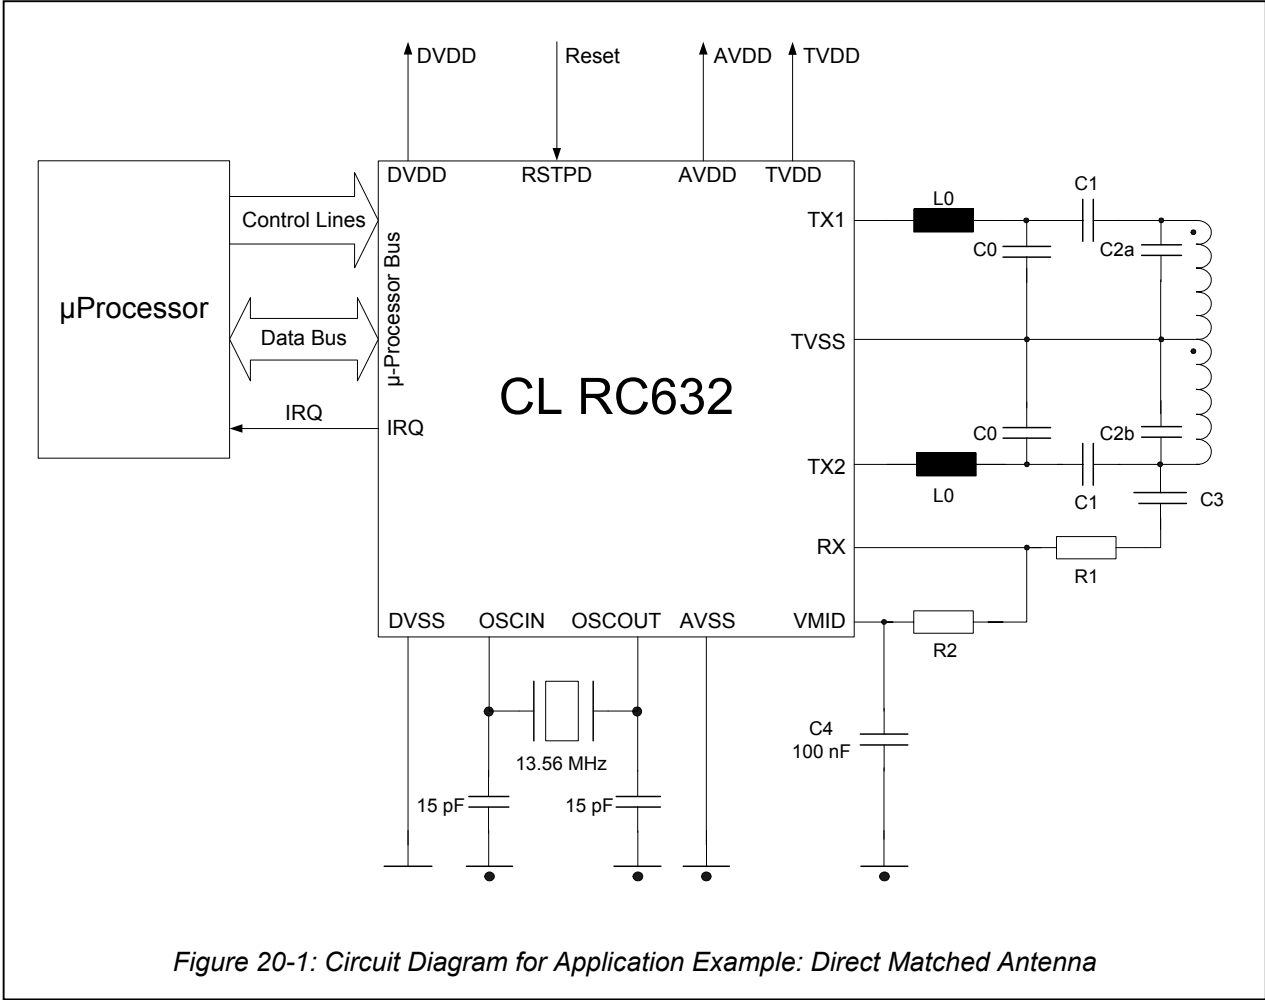 DVDD
Reset
AVDD
TVDD
DVDD
RSTPD
AVDD
TVDD
Control Lines
µ-Processor Bus
µProcessor
Data Bus
IRQ
IRQ
CL RC632
TX1
L0
C1
C0
C2a
TVSS
C0
C2b
TX2
L0
C1
C3
RX
R1
VMID
R2
DVSS
OSCIN
OSCOUT
AVSS
13.56 MHz
15 pF
15 pF
C4
100 nF
Figure 20-1: Circuit Diagram for Application Example: Direct Matched Antenna